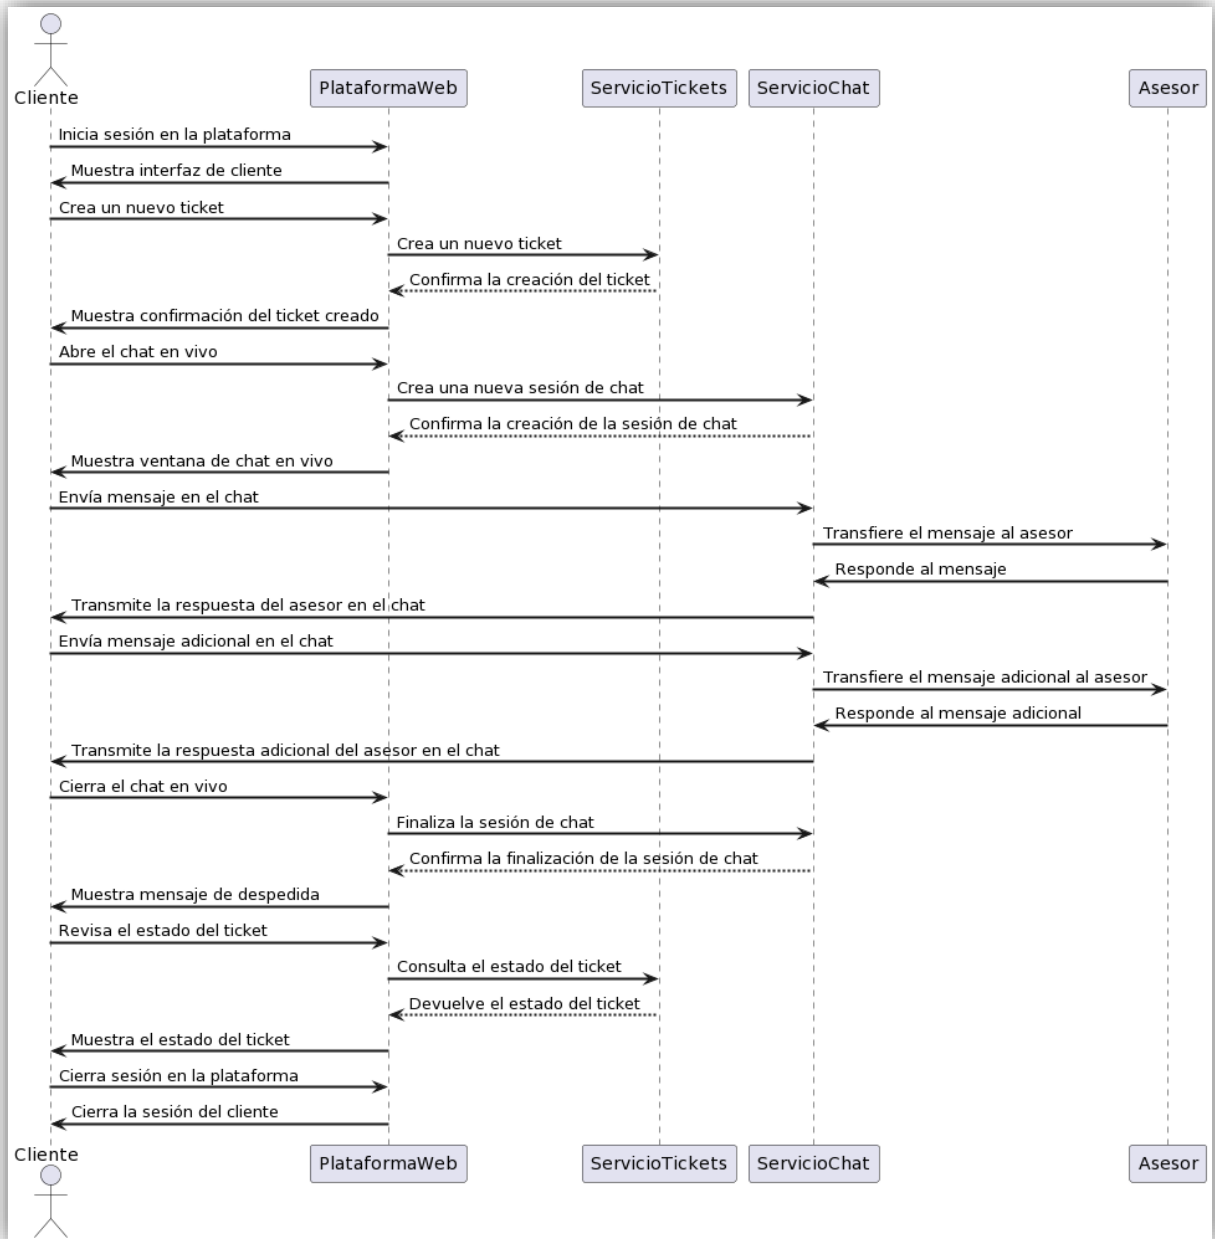 Cliente
PlataformaWeb
ServicioTickets
ServicioChat
Asesor
Inicia sesión en la plataforma
Muestra interfaz de cliente
Crea un nuevo ticket
Crea un nuevo ticket
Confirma la creación del ticket
Muestra confirmación del ticket creado
Abre el chat en vivo
Crea una nueva sesión de chat
Confirma la creación de la sesión de chat
Muestra ventana de chat en vivo
Envía mensaje en el chat
Transfiere el mensaje al asesor
Responde al mensaje
Transmite la respuesta del asesor en el chat
Envía mensaje adicional en el chat
Transfiere el mensaje adicional al asesor
Responde al mensaje adicional
Transmite la respuesta adicional del asesor en el chat
Cierra el chat en vivo
Finaliza la sesión de chat
Confirma la finalización de la sesión de chat
Muestra mensaje de despedida
Revisa el estado del ticket
Consulta el estado del ticket
Devuelve el estado del ticket
Muestra el estado del ticket
Cierra sesión en la plataforma
Cierra la sesión del cliente
Cliente
PlataformaWeb
ServicioTickets
ServicioChat
Asesor